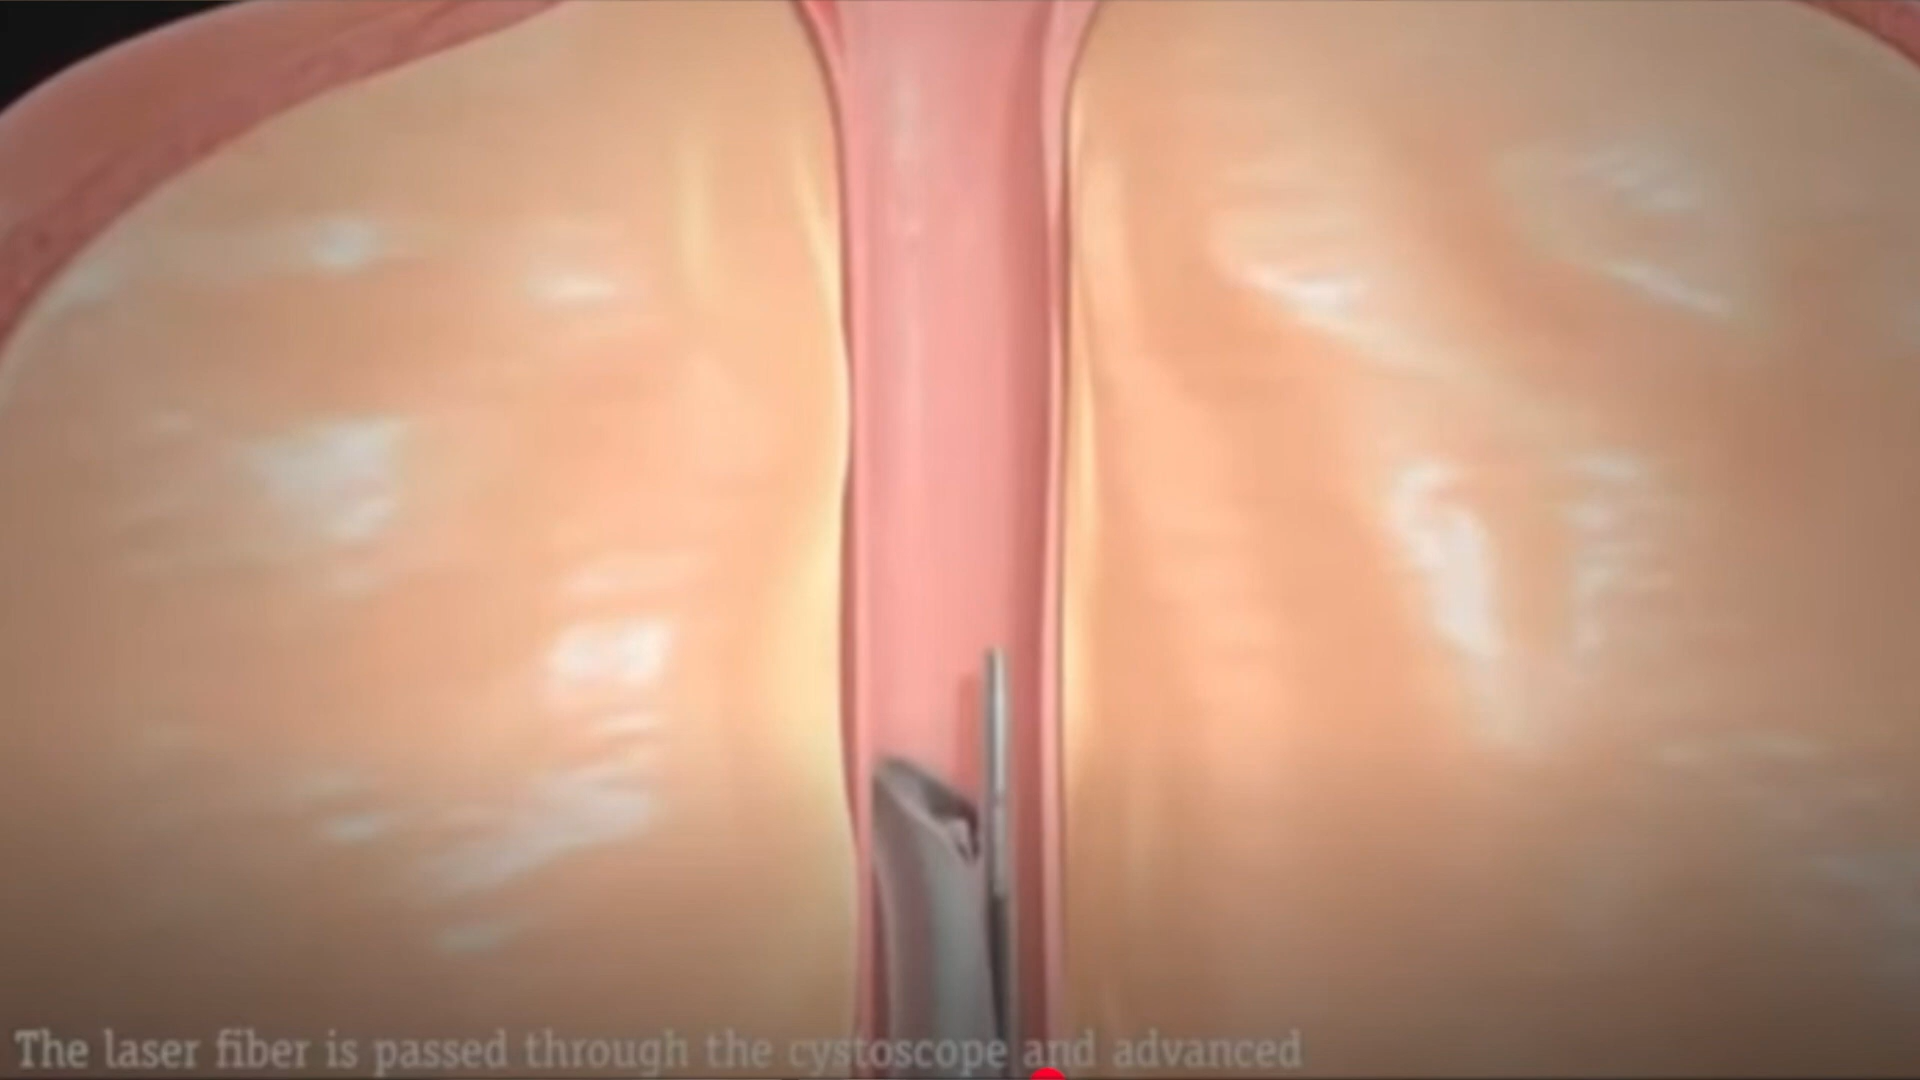 The laser fiber is passed through the cystoscope and advanced